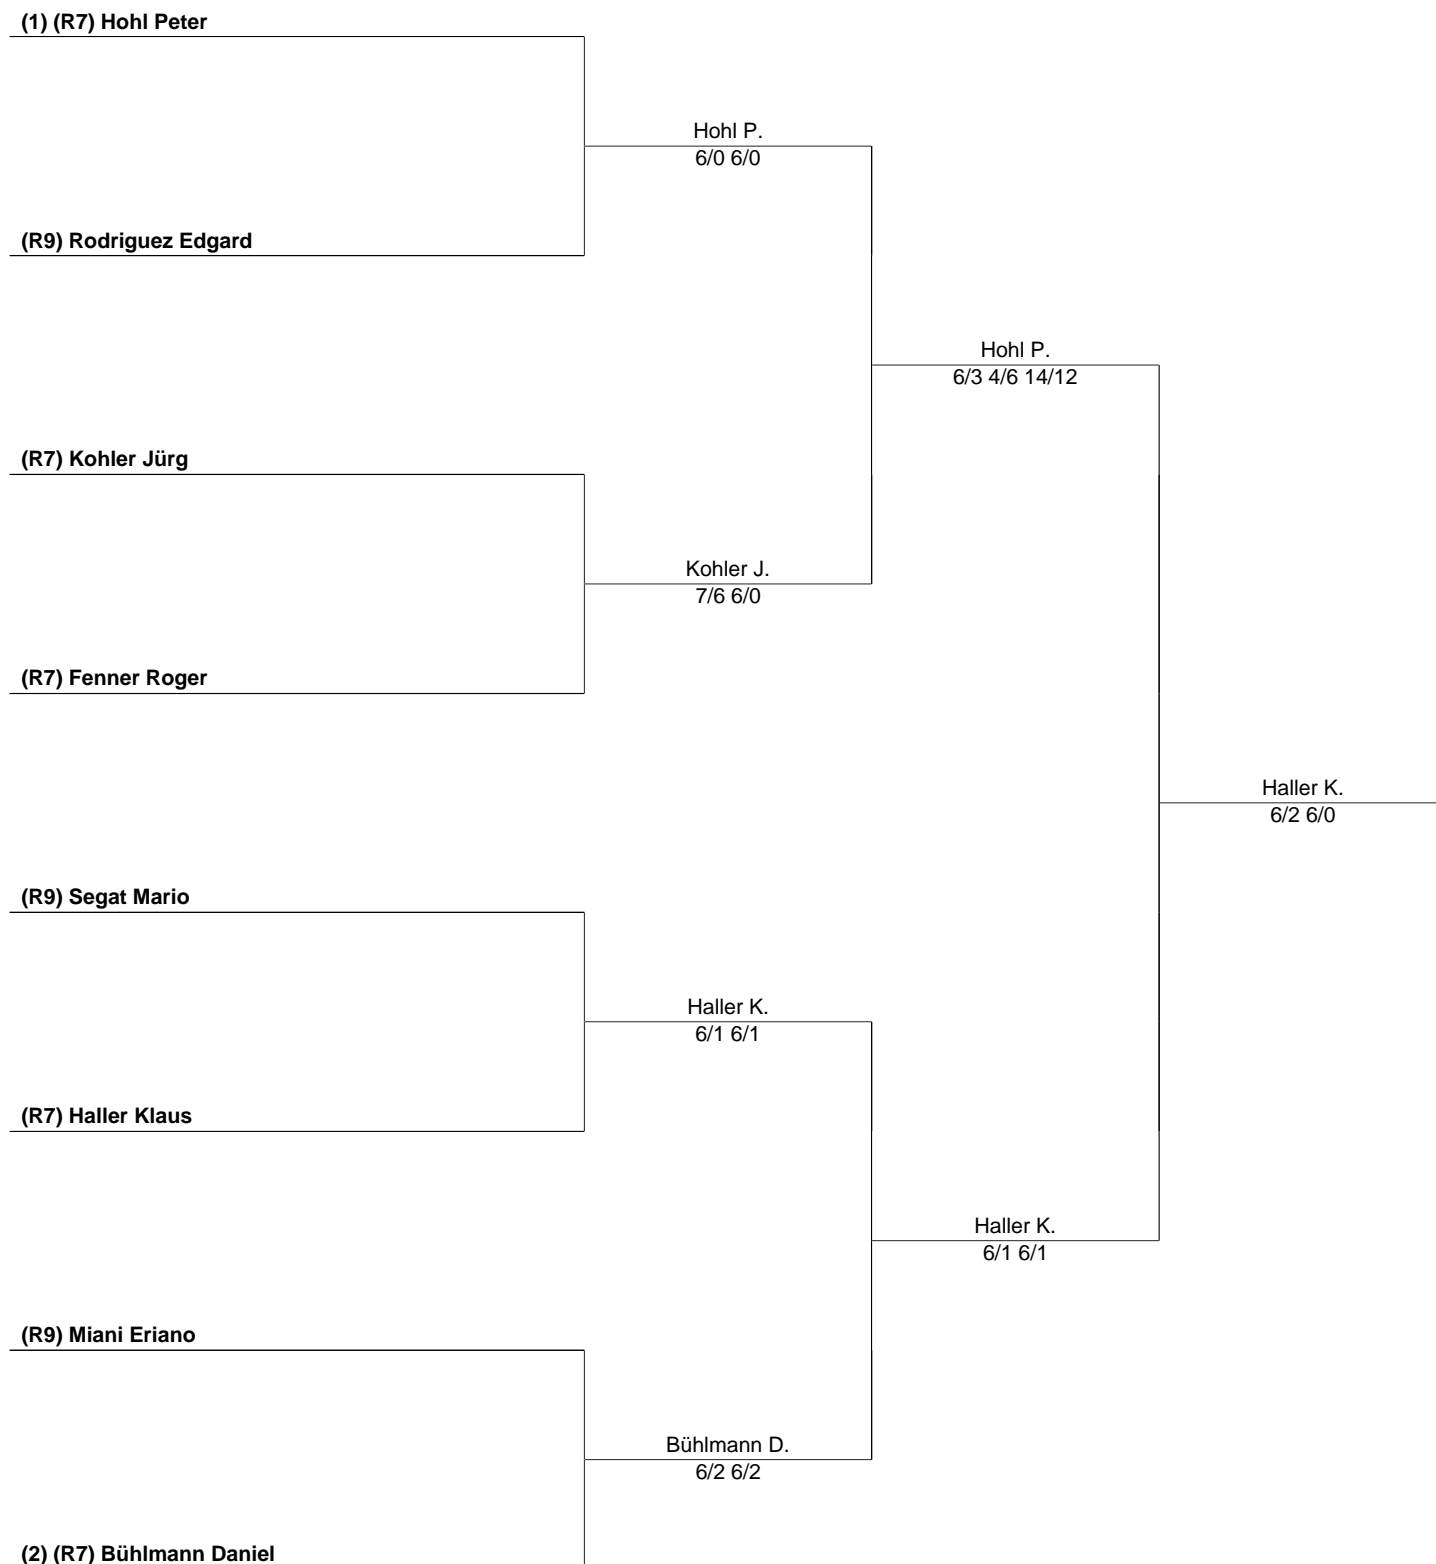 (1) (R7) Hohl Peter
Hohl P.
6/0 6/0
(R9) Rodriguez Edgard
Hohl P.
6/3 4/6 14/12
(R7) Kohler Jürg
Kohler J.
7/6 6/0
(R7) Fenner Roger
Haller K.
6/2 6/0
(R9) Segat Mario
Haller K.
6/1 6/1
(R7) Haller Klaus
Haller K.
6/1 6/1
(R9) Miani Eriano
Bühlmann D.
6/2 6/2
(2) (R7) Bühlmann Daniel